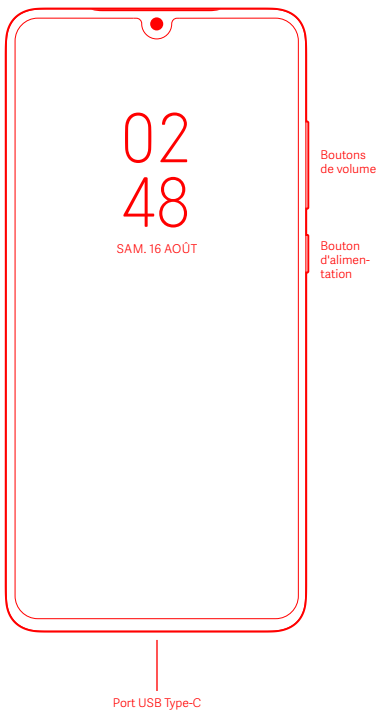 02
48
SAM. 16 AOÛT
Boutons
de volume
Bouton
d'alimen-
tation
Port USB Type-C